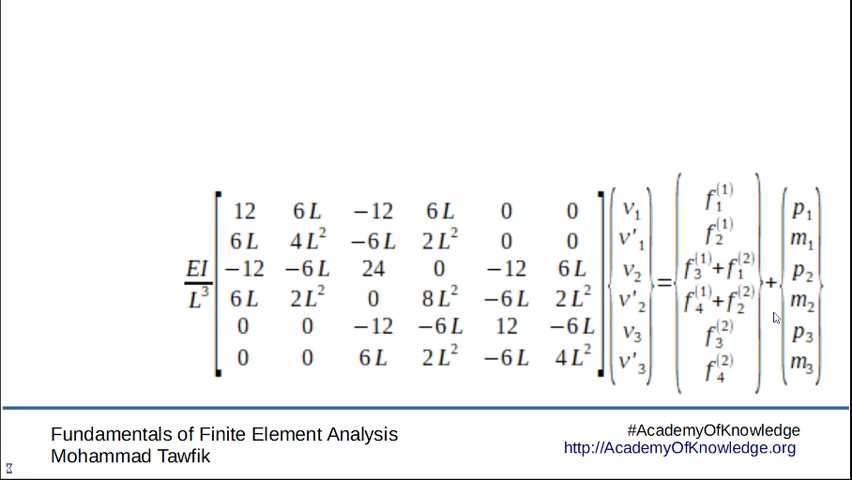 12 6L −12 6L 0 0 v₁ f₁⁽¹⁾ p₁
6L 4L² −6L 2L² 0 0 v'₁ f₂⁽¹⁾ m₁
EI/L³ −12 −6L 24 0 −12 6L v₂ = f₃⁽¹⁾+f₁⁽²⁾ + p₂
6L 2L² 0 8L² −6L 2L² v'₂ f₄⁽¹⁾+f₂⁽²⁾ m₂
0 0 −12 −6L 12 −6L v₃ f₃⁽²⁾ p₃
0 0 6L 2L² −6L 4L² v'₃ f₄⁽²⁾ m₃
Fundamentals of Finite Element Analysis
Mohammad Tawfik
#AcademyOfKnowledge
http://AcademyOfKnowledge.org